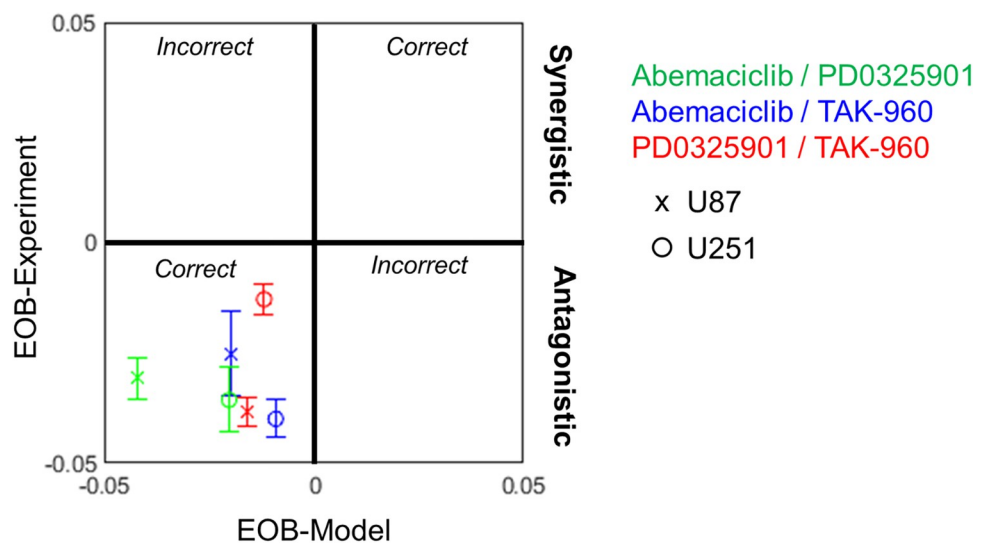 0.05
Incorrect
Correct
Synergistic
Abemaciclib / PD0325901
Abemaciclib / TAK-960
PD0325901 / TAK-960
x U87
U251
EOB-Experiment
0
Correct
Incorrect
Antagonistic
-0.05
-0.05
0
0.05
EOB-Model